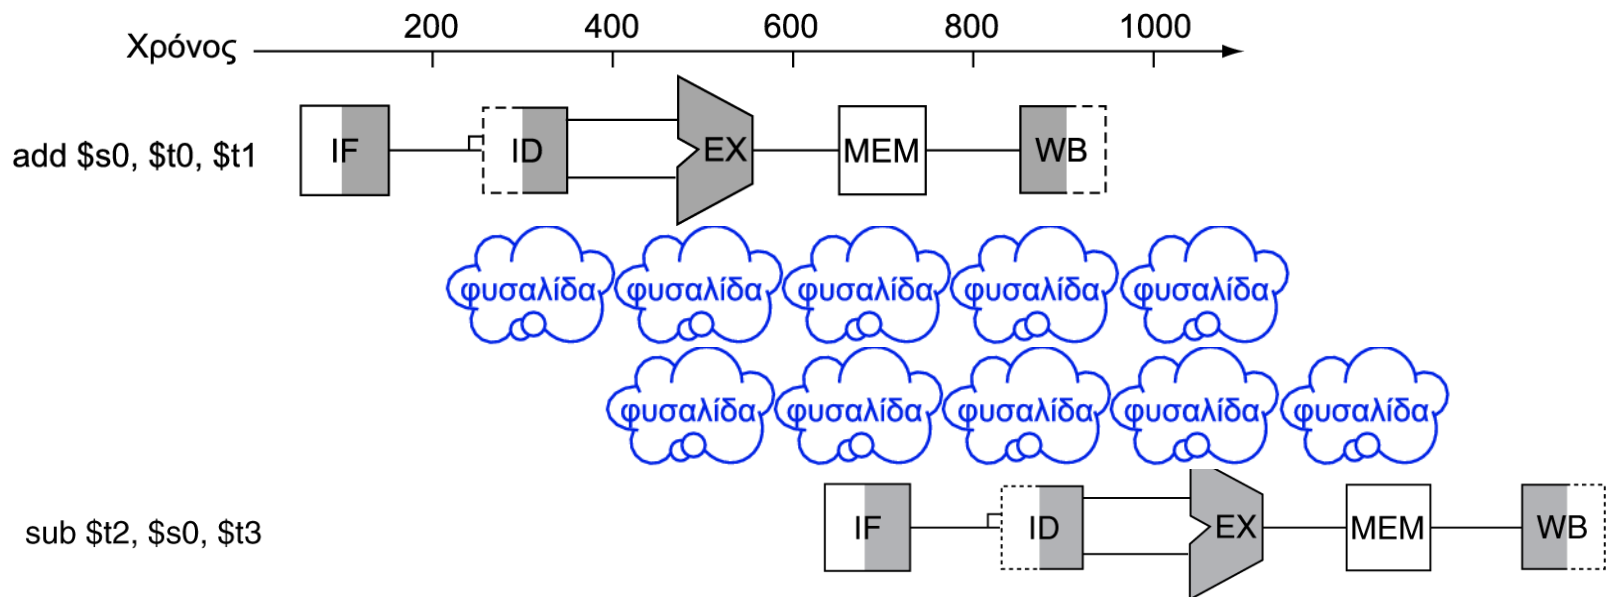 200 400 600 800 1000
Χρόνος
add $s0, $t0, $t1 IF ID EX MEM WB
φυσαλίδα φυσαλίδα φυσαλίδα φυσαλίδα φυσαλίδα
φυσαλίδα φυσαλίδα φυσαλίδα φυσαλίδα φυσαλίδα
sub $t2, $s0, $t3 IF ID EX MEM WB